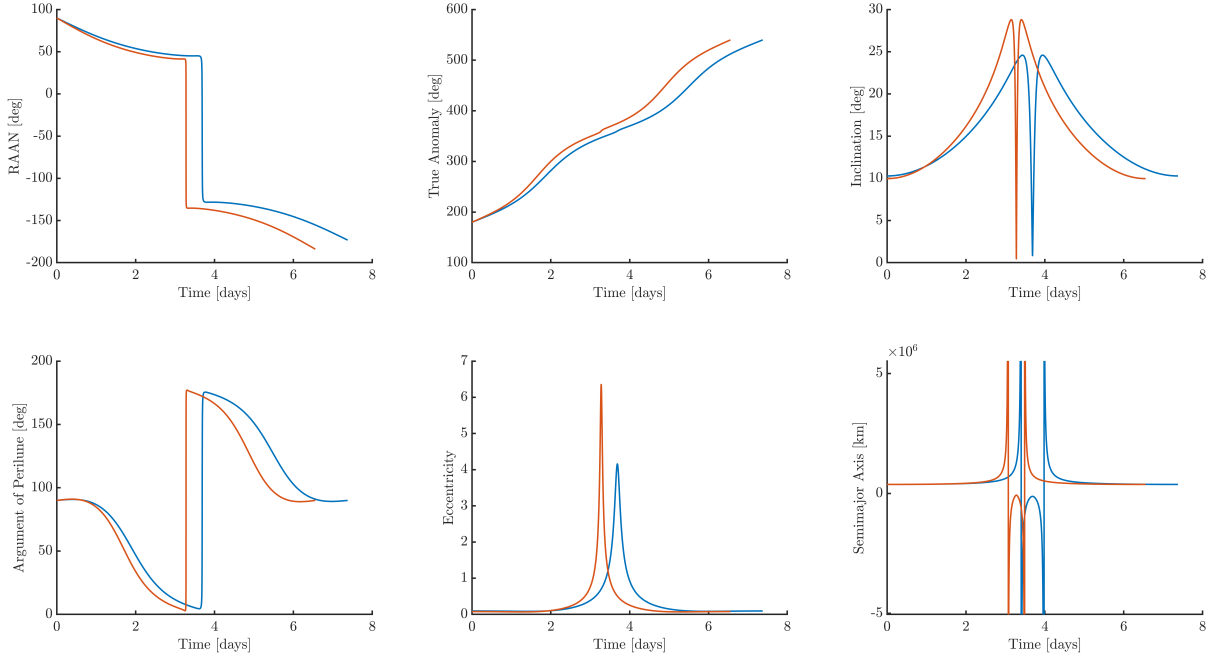 100
50
0
-50
-100
-150
-200
RAAN [deg]
0 2 4 6 8
Time [days]
600
500
400
300
200
100
True Anomaly [deg]
0 2 4 6 8
Time [days]
30
25
20
15
10
5
0
Inclination [deg]
0 2 4 6 8
Time [days]
200
150
100
50
0
Argument of Perilune [deg]
0 2 4 6 8
Time [days]
7
6
5
4
3
2
1
0
Eccentricity
0 2 4 6 8
Time [days]
×10⁶
5
0
-5
Semimajor Axis [km]
0 2 4 6 8
Time [days]